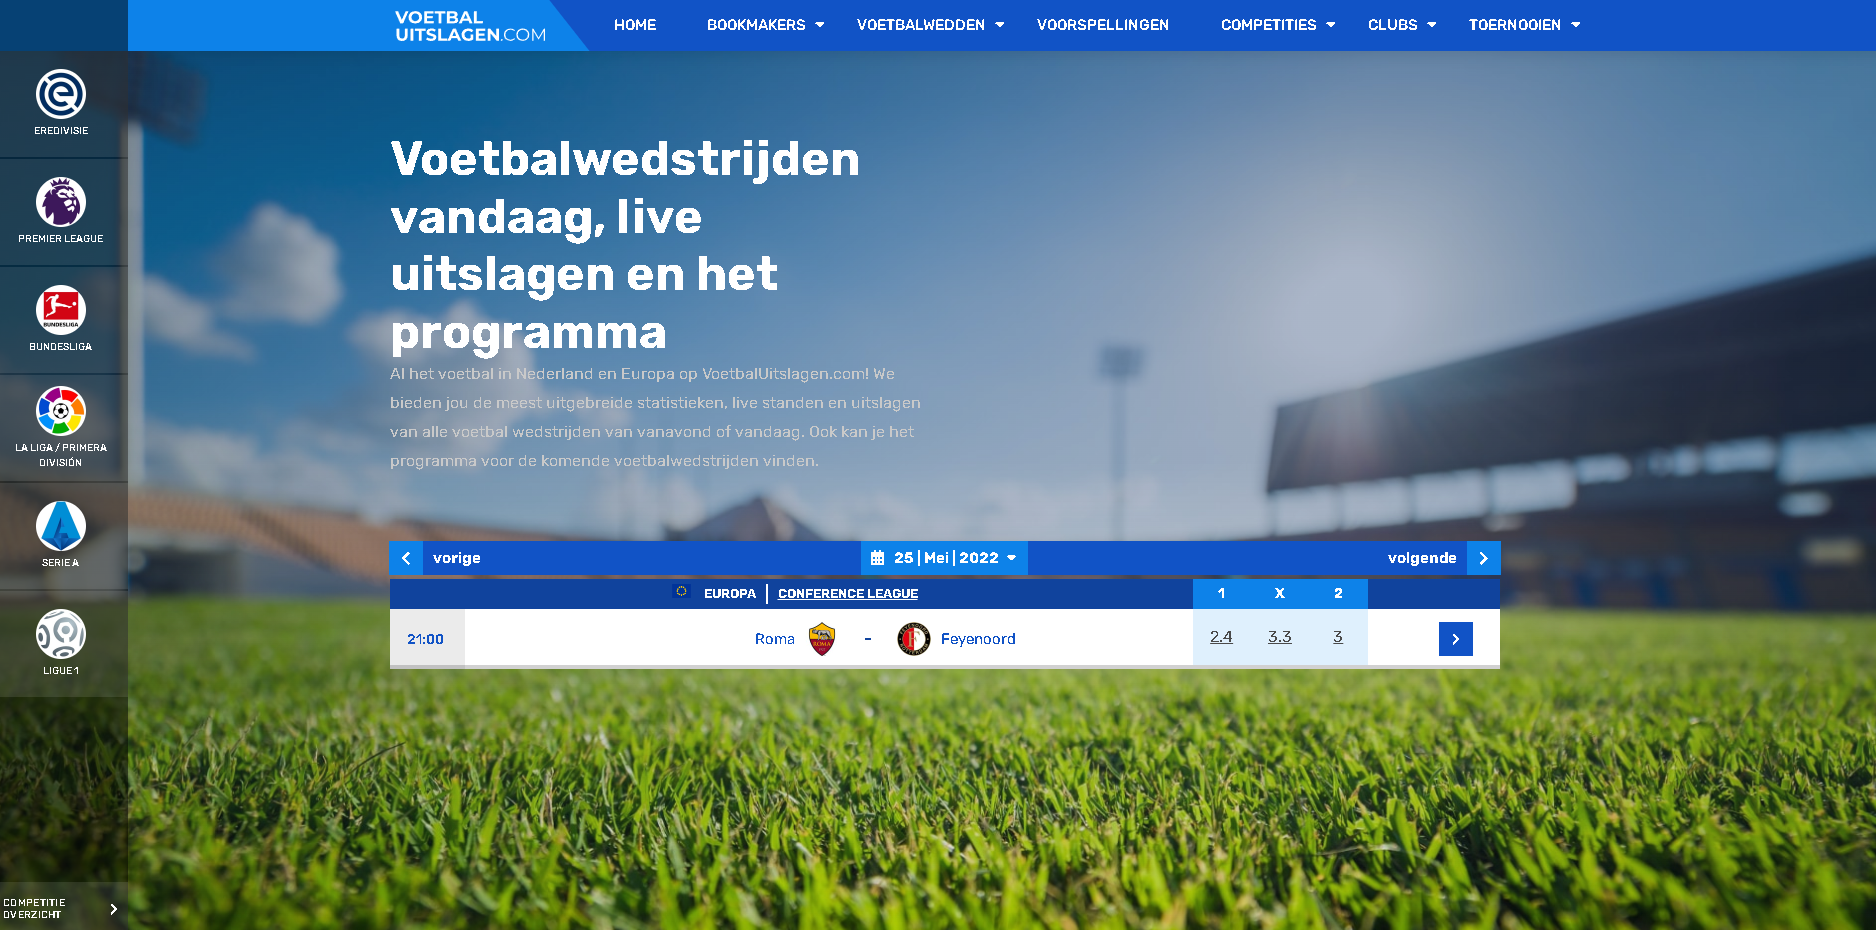 VOETBAL
UITSLAGEN.COM
HOME BOOKMAKERS VOETBALWEDDEN VOORSPELLINGEN COMPETITIES CLUBS TOERNOOIEN
EREDIVISIE
PREMIER LEAGUE
BUNDESLIGA
BUNDESLIGA
LA LIGA / PRIMERA
DIVISIÓN
SERIE A
LIGUE 1
COMPETITIE
OVERZICHT
Voetbalwedstrijden
vandaag, live
uitslagen en het
programma
Al het voetbal in Nederland en Europa op VoetbalUitslagen.com! We
bieden jou de meest uitgebreide statistieken, live standen en uitslagen
van alle voetbal wedstrijden van vanavond of vandaag. Ook kan je het
programma voor de komende voetbalwedstrijden vinden.
vorige 25 | Mei | 2022 volgende
EUROPA | CONFERENCE LEAGUE 1 X 2
21:00 Roma - Feyenoord 2.4 3.3 3